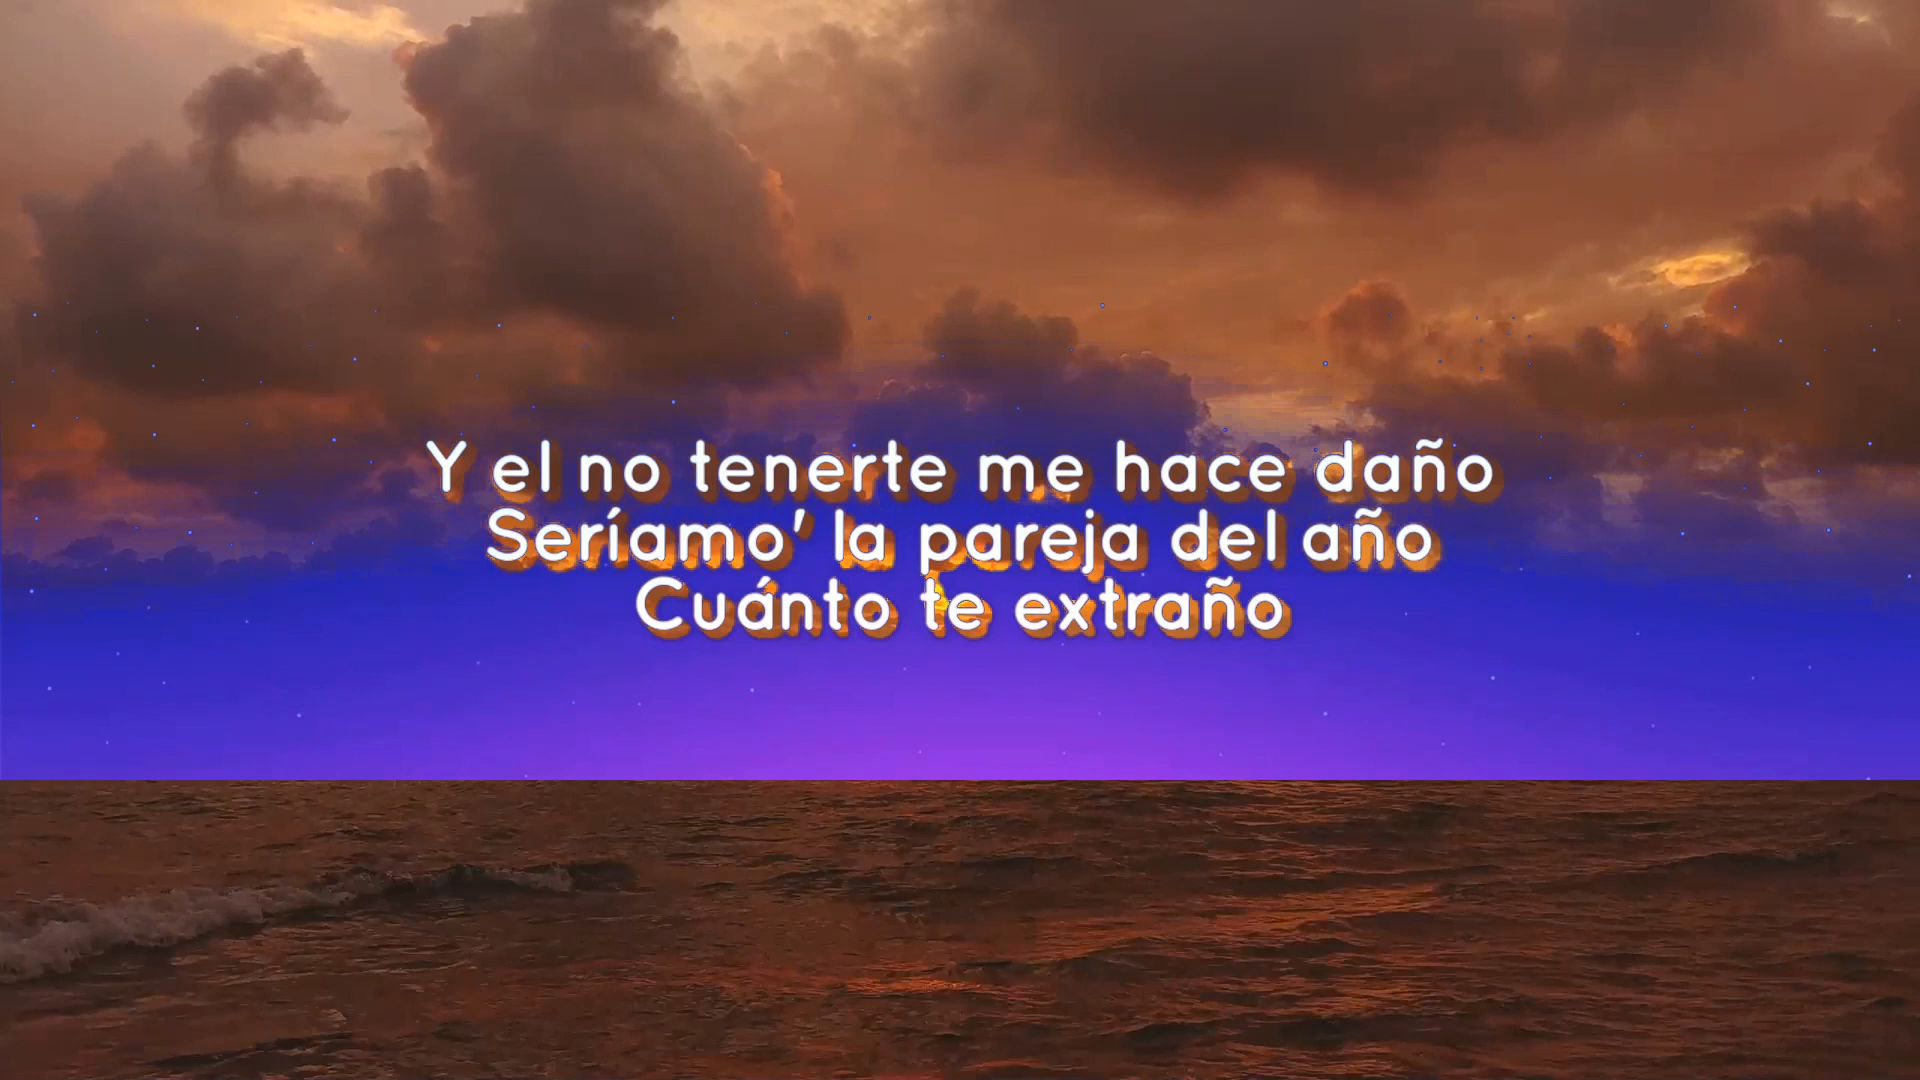 Y el no tenerte me hace daño
Seríamo' la pareja del año
Cuánto te extraño